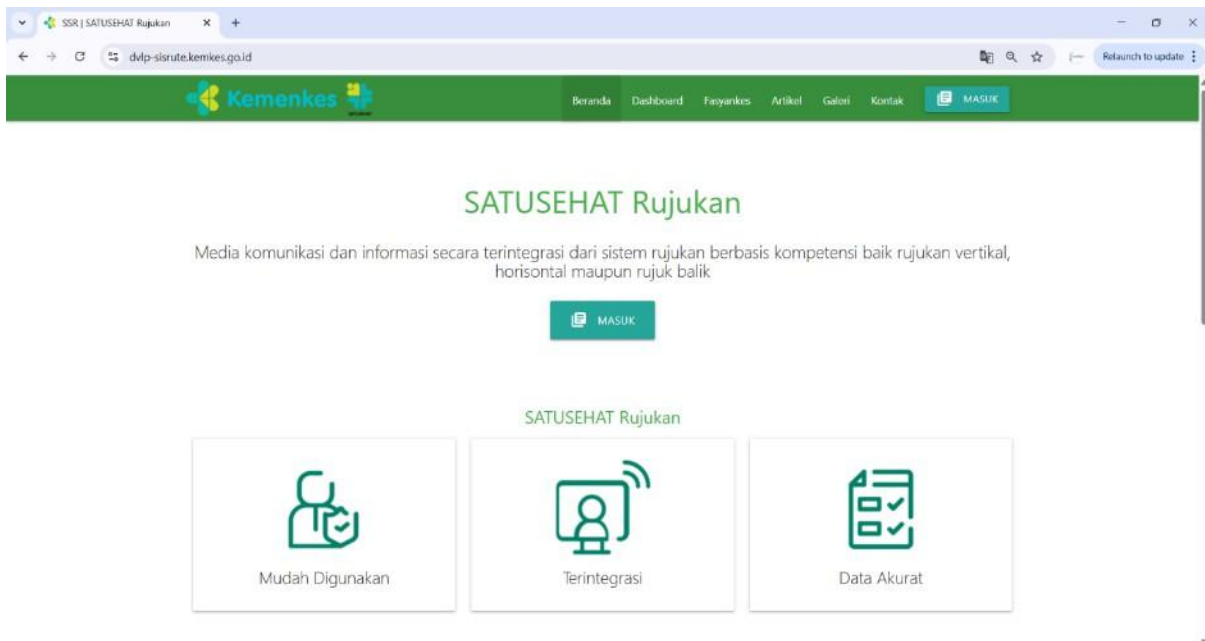 SSR | SATUSEHAT Rujukan
dvlp-sisrute.kemkes.go.id
Relaunch to update
Kemenkes
Beranda Dashboard Fasyankes Artikel Galeri Kontak MASUK
SATUSEHAT Rujukan
Media komunikasi dan informasi secara terintegrasi dari sistem rujukan berbasis kompetensi baik rujukan vertikal,
horisontal maupun rujuk balik
MASUK
SATUSEHAT Rujukan
Mudah Digunakan Terintegrasi Data Akurat